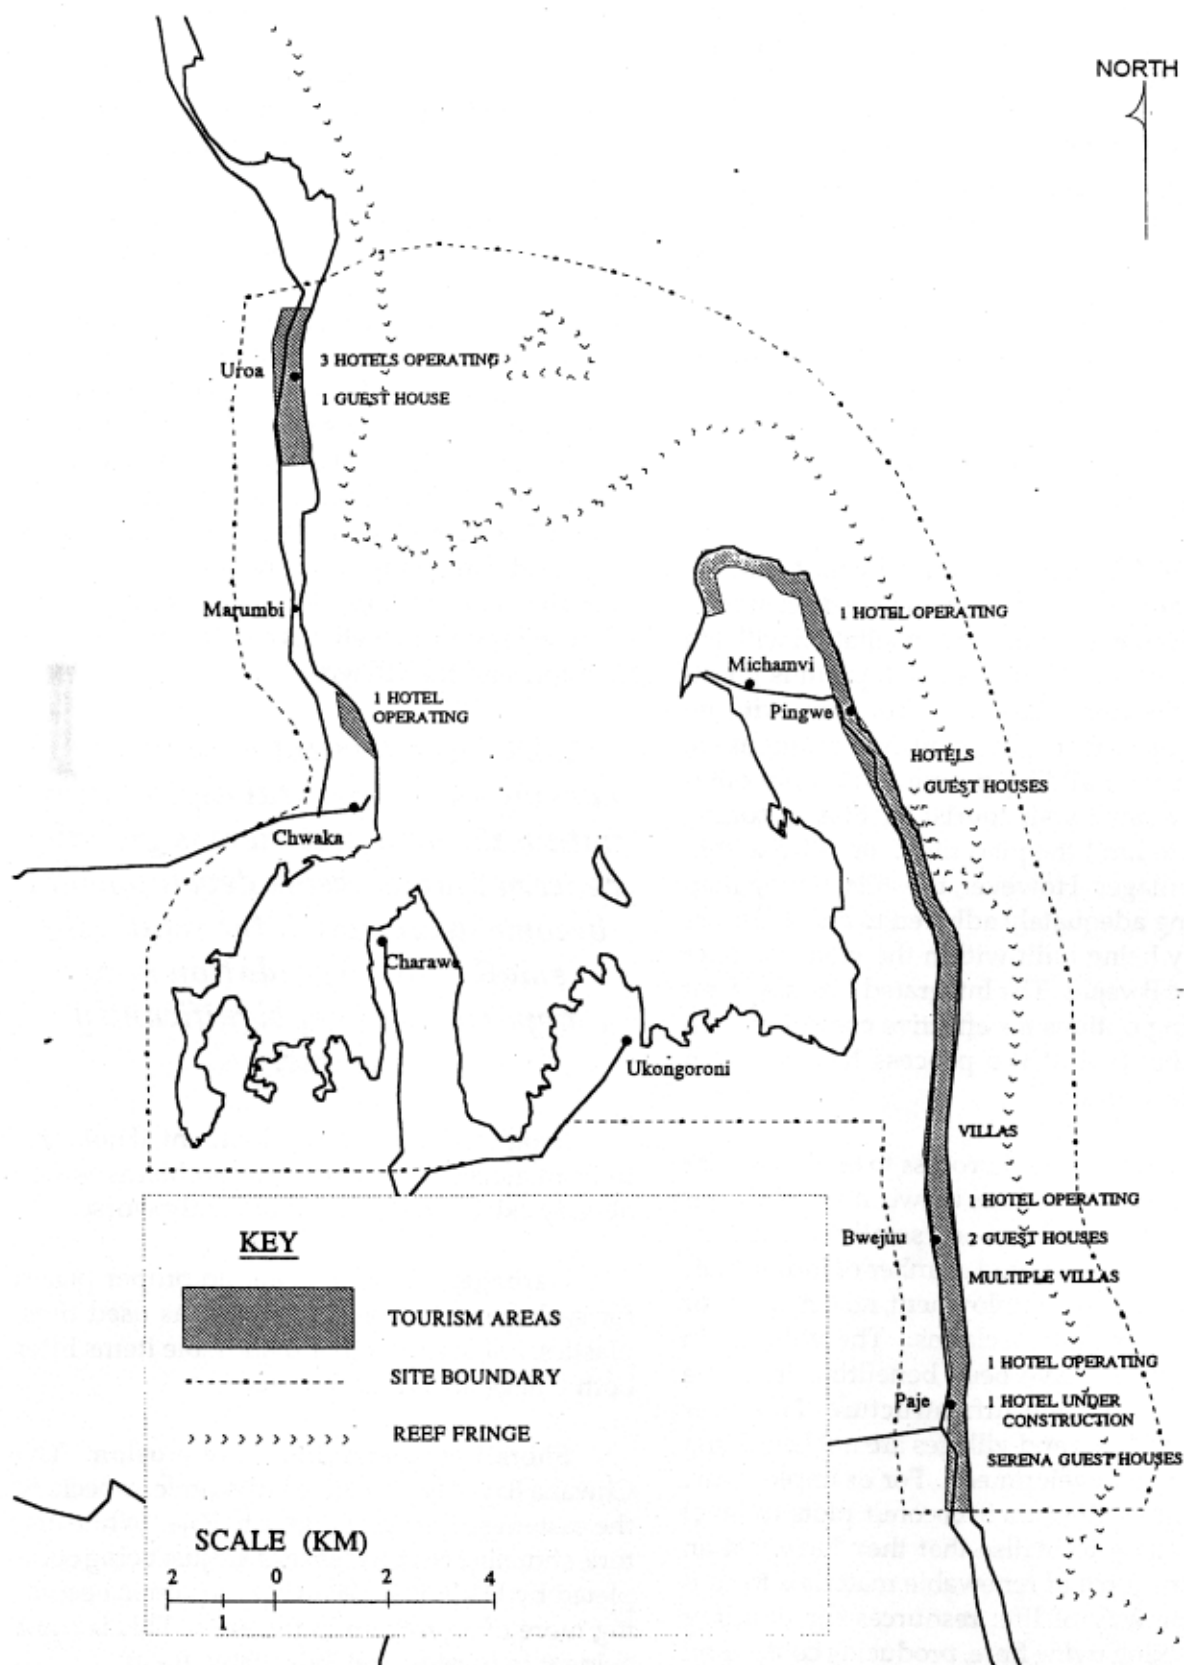 NORTH
Uroa
3 HOTELS OPERATING
1 GUEST HOUSE
Marumbi
1 HOTEL OPERATING
Michamvi
1 HOTEL
OPERATING
Pingwe
HOTELS
GUEST HOUSES
Chwaka
Charawe
Ukongoroni
VILLAS
1 HOTEL OPERATING
Bwejuu
2 GUEST HOUSES
MULTIPLE VILLAS
1 HOTEL OPERATING
Paje
1 HOTEL UNDER
CONSTRUCTION
SERENA GUEST HOUSES
KEY
TOURISM AREAS
SITE BOUNDARY
REEF FRINGE
SCALE (KM)
2 0 2 4
1